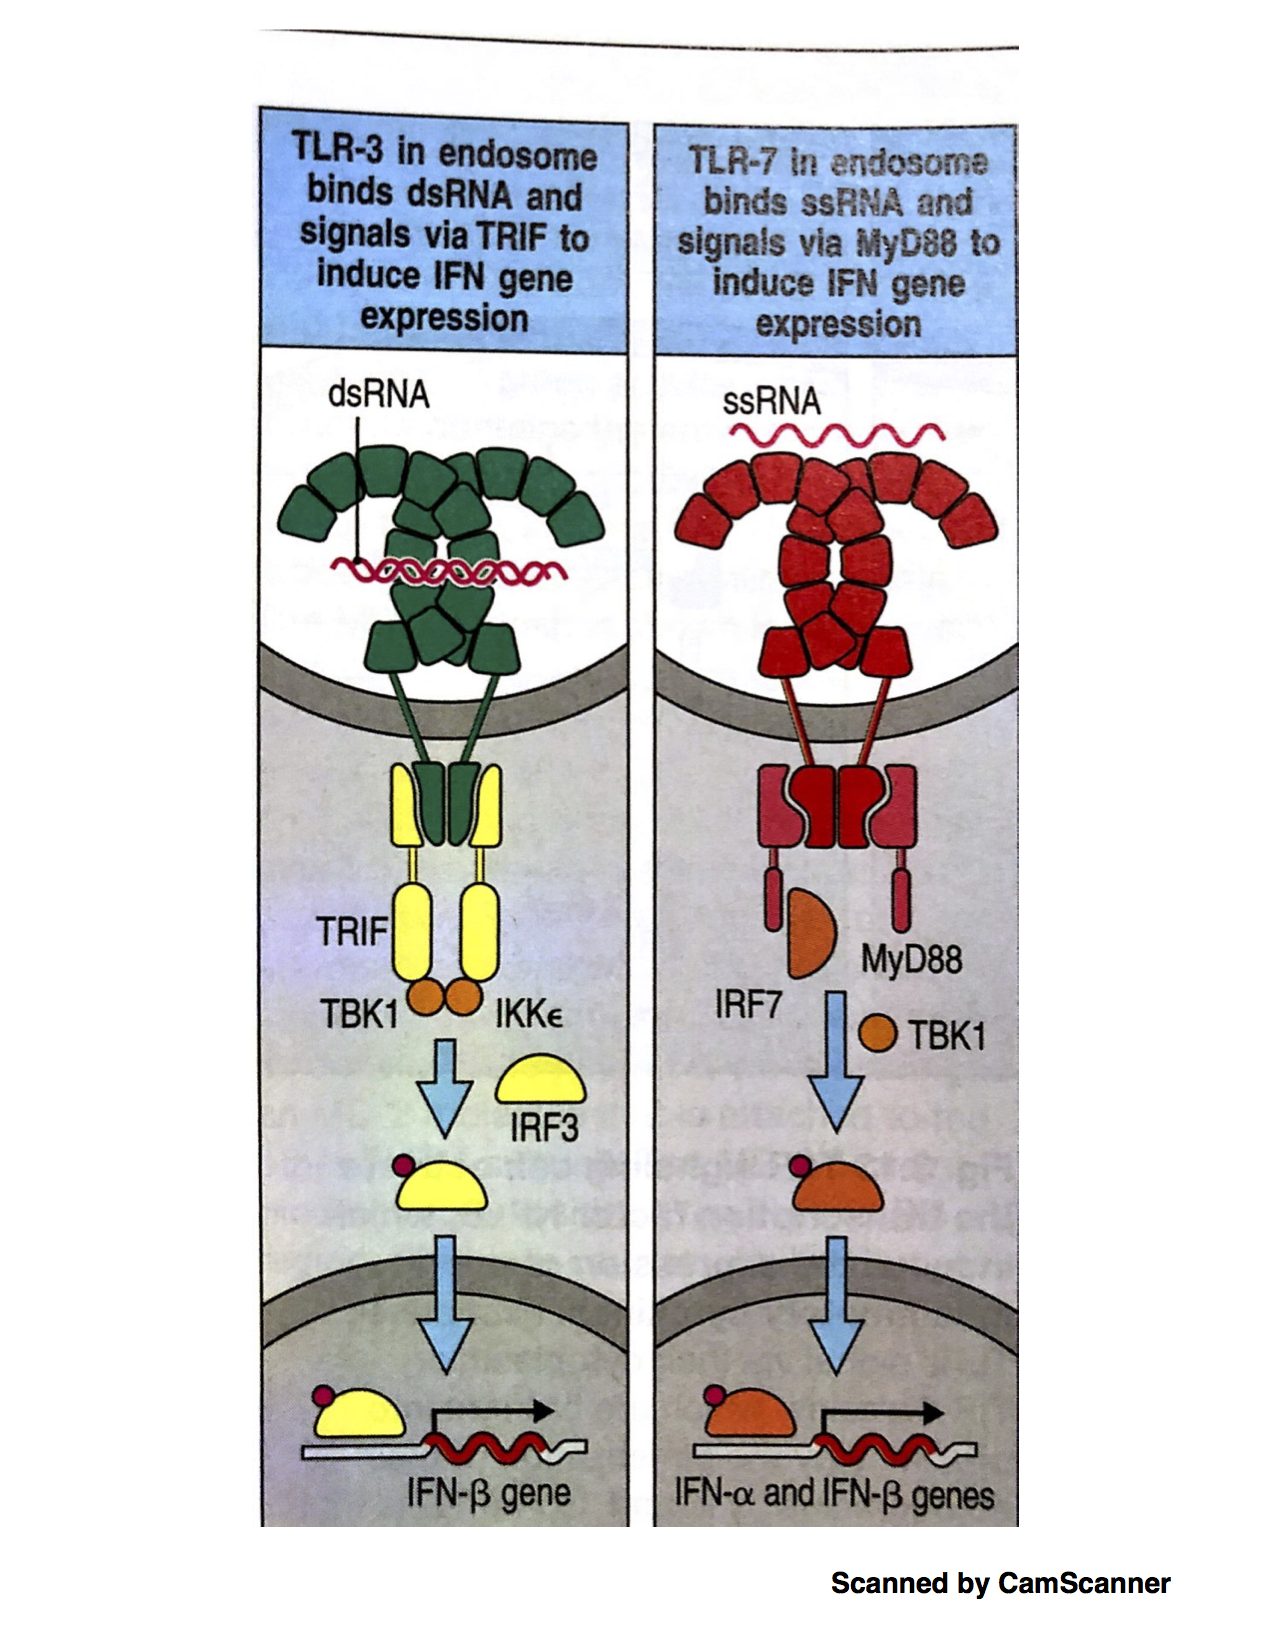 TLR-3 in endosome
binds dsRNA and
signals via TRIF to
induce IFN gene
expression
dsRNA
TRIF
TBK1
IKKϵ
IRF3
IFN-β gene
TLR-7 in endosome
binds ssRNA and
signals via MyD88 to
induce IFN gene
expression
ssRNA
MyD88
IRF7
TBK1
IFN-α and IFN-β genes
Scanned by CamScanner